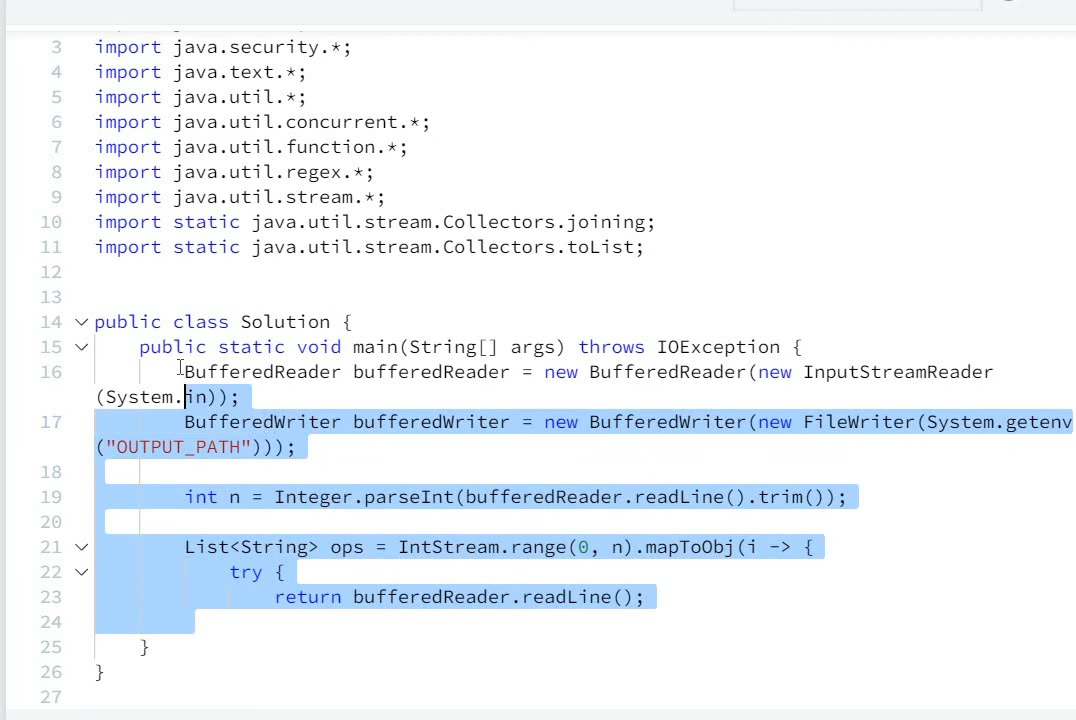 3 import java.security.*;
4 import java.text.*;
5 import java.util.*;
6 import java.util.concurrent.*;
7 import java.util.function.*;
8 import java.util.regex.*;
9 import java.util.stream.*;
10 import static java.util.stream.Collectors.joining;
11 import static java.util.stream.Collectors.toList;
12
13
14 public class Solution {
15     public static void main(String[] args) throws IOException {
16         BufferedReader bufferedReader = new BufferedReader(new InputStreamReader
(System.in));
17         BufferedWriter bufferedWriter = new BufferedWriter(new FileWriter(System.getenv
("OUTPUT_PATH")));
18
19         int n = Integer.parseInt(bufferedReader.readLine().trim());
20
21         List<String> ops = IntStream.range(0, n).mapToObj(i -> {
22             try {
23                 return bufferedReader.readLine();
24
25     }
26 }
27